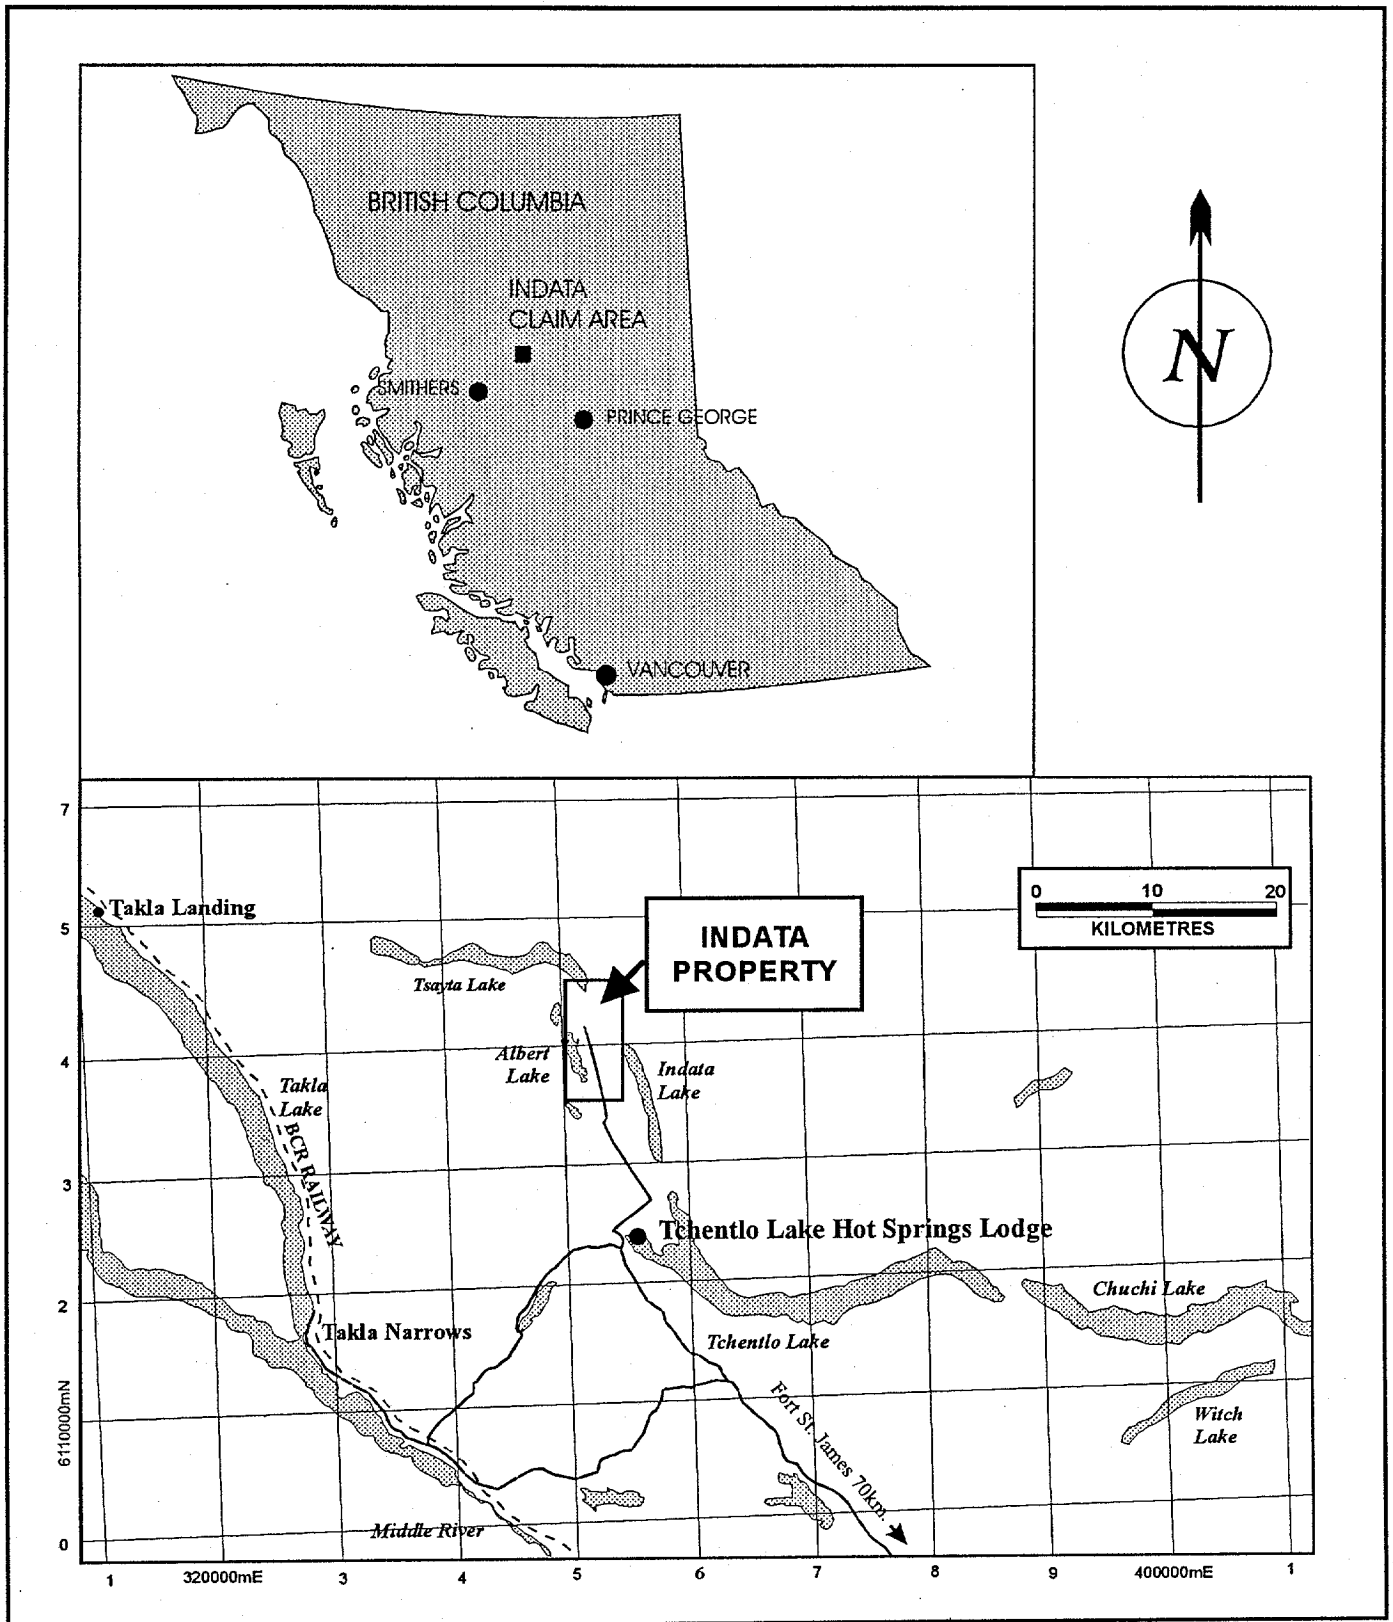 BRITISH COLUMBIA
INDATA
CLAIM AREA
SMITHERS
PRINCE GEORGE
VANCOUVER
N
7
0 10 20
KILOMETRES
Takla Landing
5
INDATA
PROPERTY
Tsayta Lake
Albert
Lake
Indata
Lake
4
Takla
Lake
BCR RAILWAY
3
Tchentlo Lake Hot Springs Lodge
Chuchi Lake
2
Takla Narrows
Tchentlo Lake
Fort St. James 70km.
Witch
Lake
6110000mN
Middle River
0
1 320000mE 3 4 5 6 7 8 9 400000mE 1